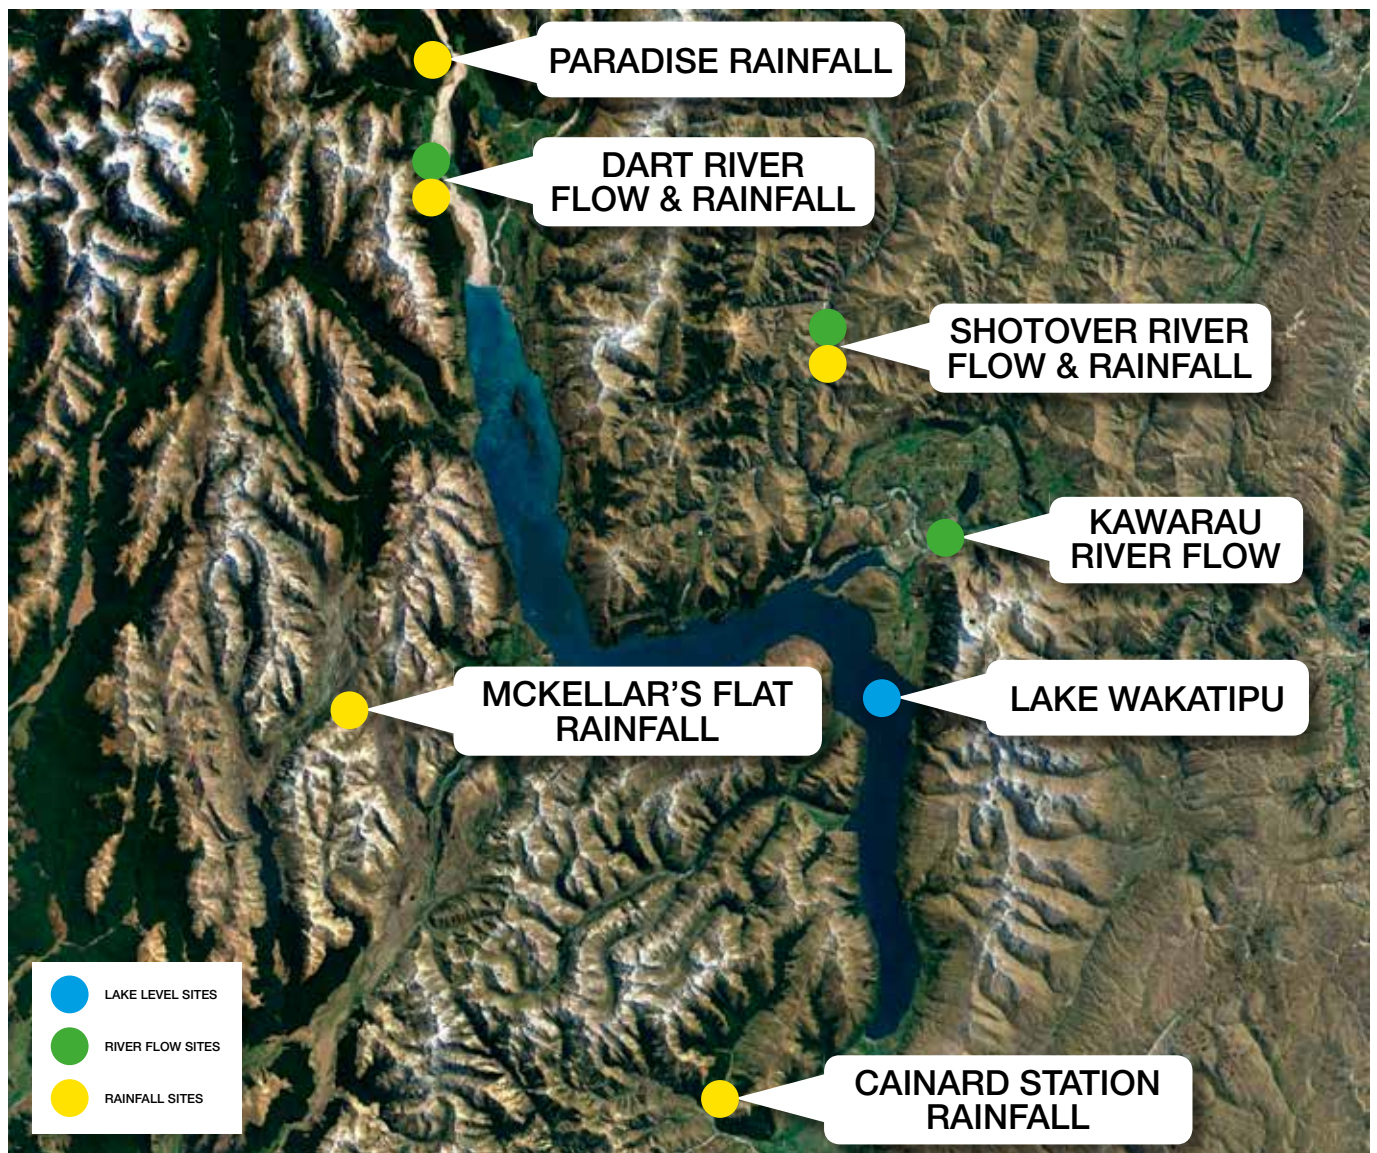 PARADISE RAINFALL
DART RIVER
FLOW & RAINFALL
SHOTOVER RIVER
FLOW & RAINFALL
KAWARAU
RIVER FLOW
MCKELLAR'S FLAT
RAINFALL
LAKE WAKATIPU
LAKE LEVEL SITES
RIVER FLOW SITES
RAINFALL SITES
CAINARD STATION
RAINFALL